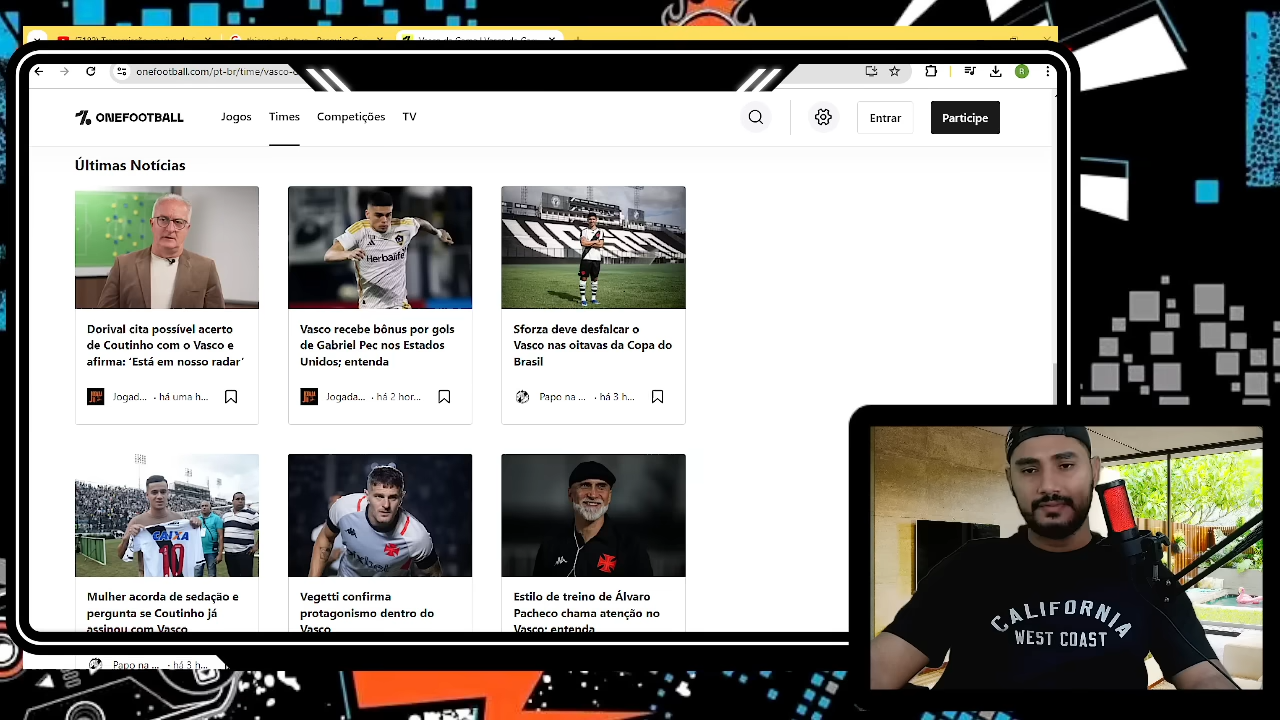 onefootball.com/pt-br/time/vasco-
ONEFOOTBALL
Jogos
Times
Competições
TV
Entrar
Participe
Últimas Notícias
Herbalife
Dorival cita possível acerto
de Coutinho com o Vasco e
afirma: ‘Está em nosso radar’
Jogad... · há uma h...
Vasco recebe bônus por gols
de Gabriel Pec nos Estados
Unidos; entenda
Jogada... · há 2 hor...
Sforza deve desfalcar o
Vasco nas oitavas da Copa do
Brasil
Papo na ... · há 3 h...
CAIXA
10
Mulher acorda de sedação e
pergunta se Coutinho já
assinou com Vasco
Vegetti confirma
protagonismo dentro do
Vasco
Estilo de treino de Álvaro
Pacheco chama atenção no
Vasco; entenda
Papo na ... · há 3 h...
CALIFORNIA
WEST COAST